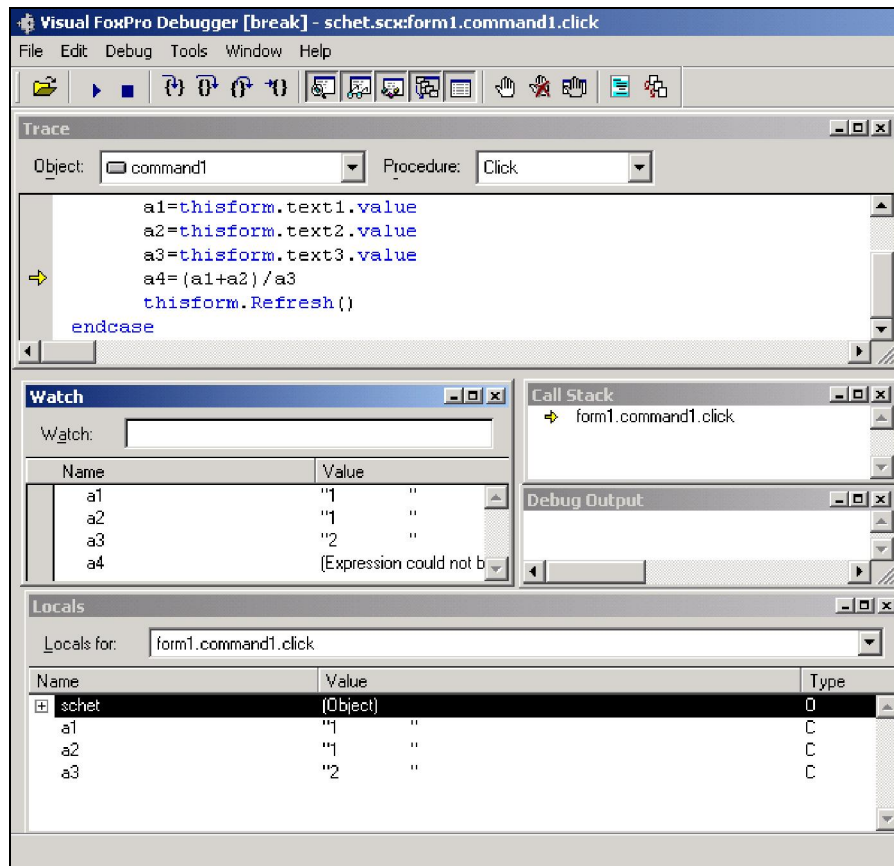 Visual FoxPro Debugger [break] - schet.scx:form1.command1.click
File Edit Debug Tools Window Help
Trace
Object: command1 Procedure: Click
a1=thisform.text1.value
a2=thisform.text2.value
a3=thisform.text3.value
a4=(a1+a2)/a3
thisform.Refresh()
endcase
Watch
Watch:
Name Value
a1 "1 "
a2 "1 "
a3 "2 "
a4 (Expression could not b
Call Stack
form1.command1.click
Debug Output
Locals
Locals for: form1.command1.click
Name Value Type
schet (Object) O
a1 "1 " C
a2 "1 " C
a3 "2 " C